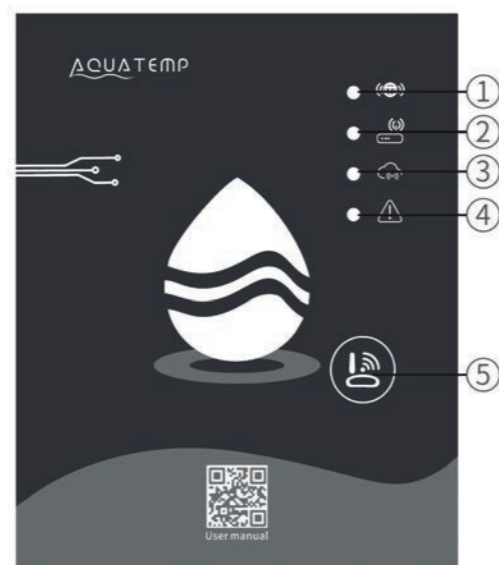 AQUATEMP
①
②
③
④
⑤
User manual